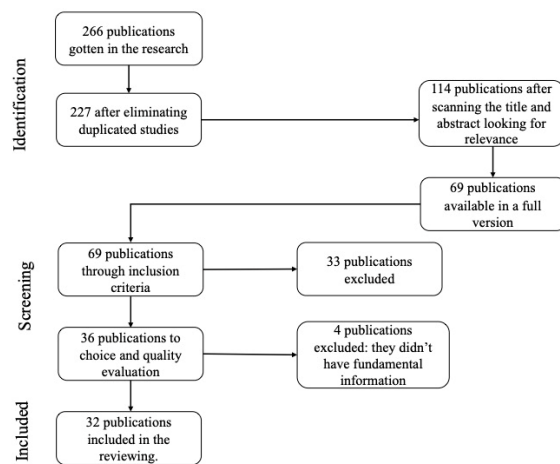 Identification
266 publications
gotten in the research
227 after eliminating
duplicated studies
114 publications after
scanning the title and
abstract looking for
relevance
69 publications
available in a full
version
Screening
69 publications
through inclusion
criteria
33 publications
excluded
36 publications to
choice and quality
evaluation
4 publications
excluded: they didn't
have fundamental
information
Included
32 publications
included in the
reviewing.